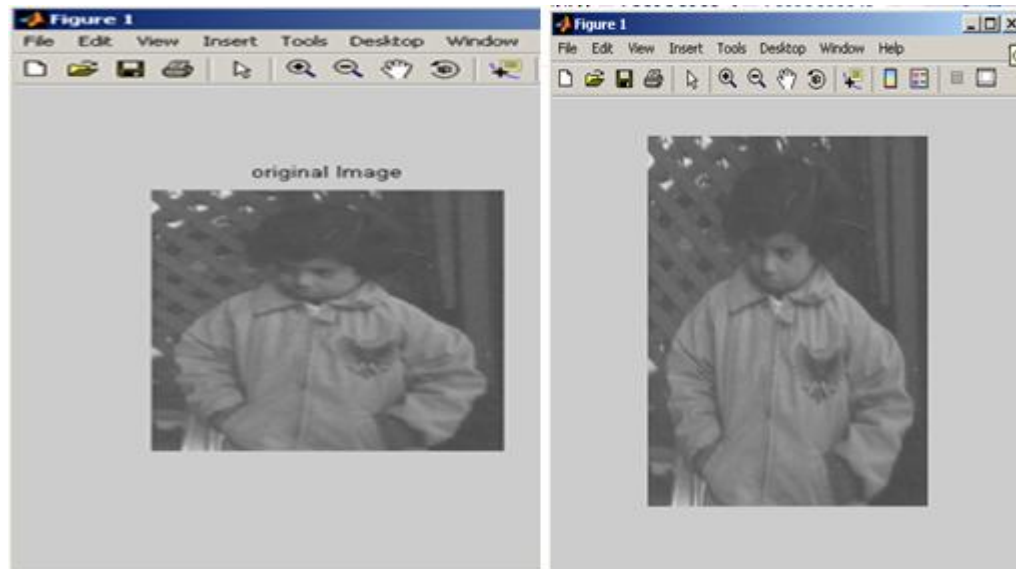 Figure 1
File Edit View Insert Tools Desktop Window
original Image
Figure 1
File Edit View Insert Tools Desktop Window Help